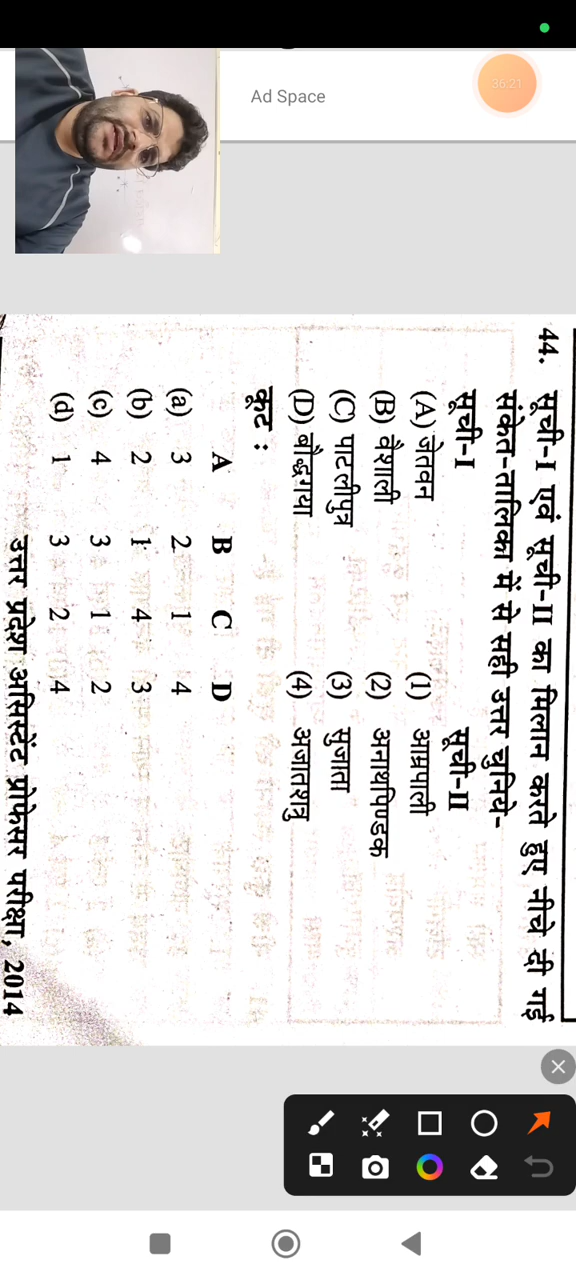 Ad Space
36:21
44. सूची-I एवं सूची-II का मिलान करते हुए नीचे दी गई
संकेत-तालिका में से सही उत्तर चुनिये-
सूची-I सूची-II
(A) जेतवन (1) आम्रपाली
(B) वैशाली (2) अनाथपिण्डक
(C) पाटलीपुत्र (3) सुजाता
(D) बौद्धगया (4) अजातशत्रु
कूट :
A B C D
(a) 3 2 1 4
(b) 2 1 4 3
(c) 4 3 1 2
(d) 1 3 2 4
उत्तर प्रदेश असिस्टेंट प्रोफेसर परीक्षा, 2014